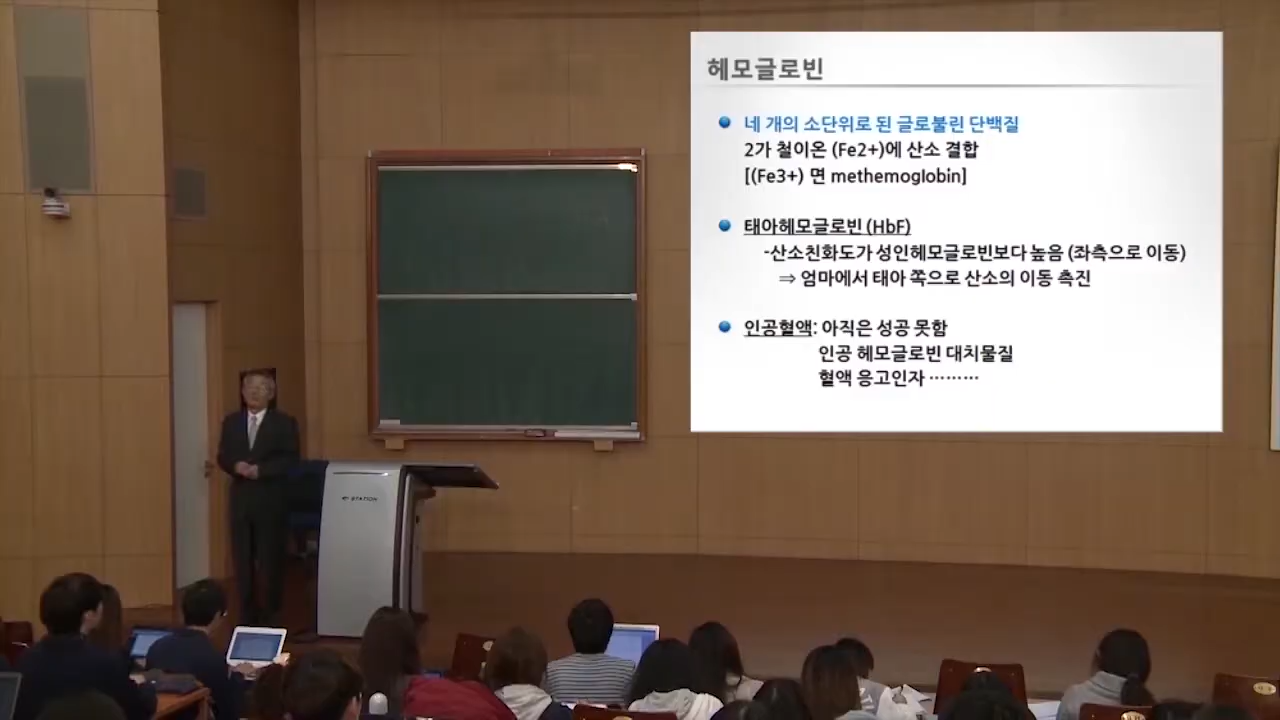 헤모글로빈
네 개의 소단위로 된 글로불린 단백질
2가 철이온 (Fe2+)에 산소 결합
[(Fe3+) 면 methemoglobin]
태아헤모글로빈 (HbF)
-산소친화도가 성인헤모글로빈보다 높음 (좌측으로 이동)
⇒ 엄마에서 태아 쪽으로 산소의 이동 촉진
인공혈액: 아직은 성공 못함
인공 헤모글로빈 대치물질
혈액 응고인자 ………